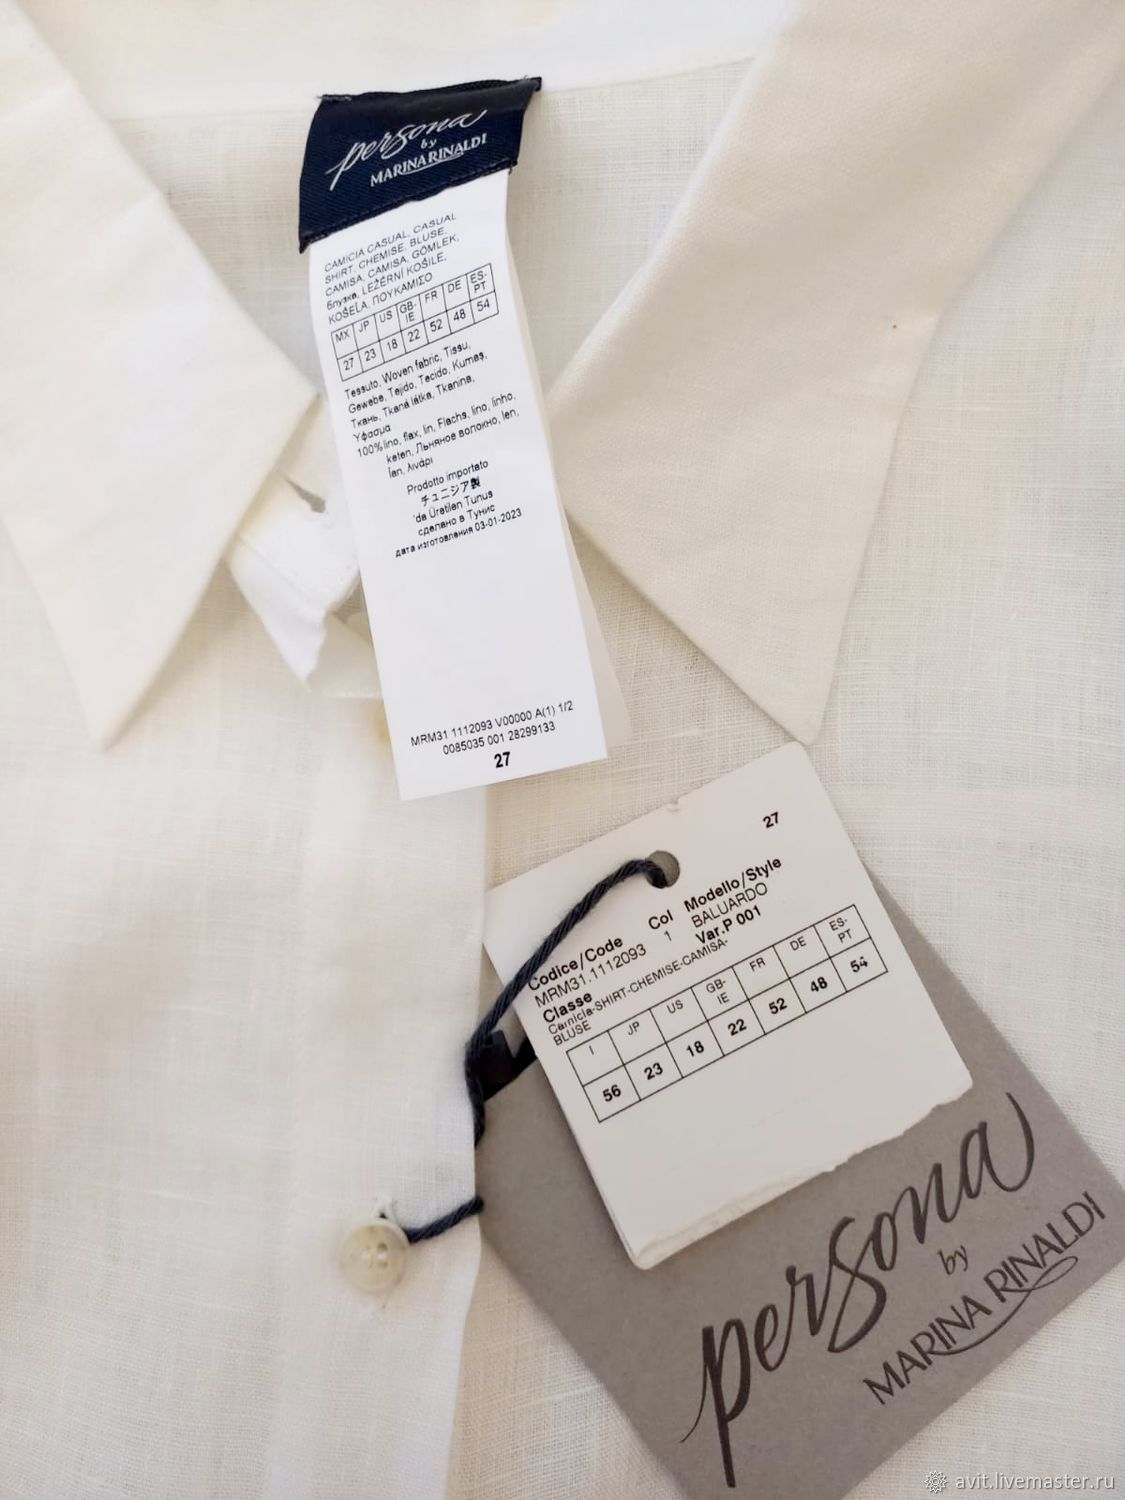 persona
by
MARINA RINALDI
CAMICIA CASUAL, CASUAL
SHIRT, CHEMISE, BLUSE,
CAMISA, CAMISA, GÖMLEK,
блузка, LEŽÉRNÍ KOŠILE,
KOŠELA, ΠΟΥΚΑΜΙΣΟ
MX JP US GB-IE FR DE ES-PT
27 23 18 22 52 48 54
Tessuto, Woven fabric, Tissu,
Gewebe, Tejido, Tecido, Kumaş,
Ткань, Tkaná látka, Tkanina,
Ύφασμα
100% lino, flax, lin, Flachs, lino, linho,
keten, Льняное волокно, len,
len, λινάρι
Prodotto importato
チュニジア製
'de Üretilen Tunus
сделано в Тунис
дата изготовления 03-01-2023
MRM31 1112093 V00000 A(1) 1/2
0085035 001 28299133
27
27
Codice/Code Col Modello/Style
MRM31.1112093 1 BALUARDO
Classe Var.P 001
Camicia-SHIRT-CHEMISE-CAMISA-
BLUSE
I JP US GB-IE FR DE ES-PT
56 23 18 22 52 48 54
persona
by
MARINA RINALDI
avit.livemaster.ru